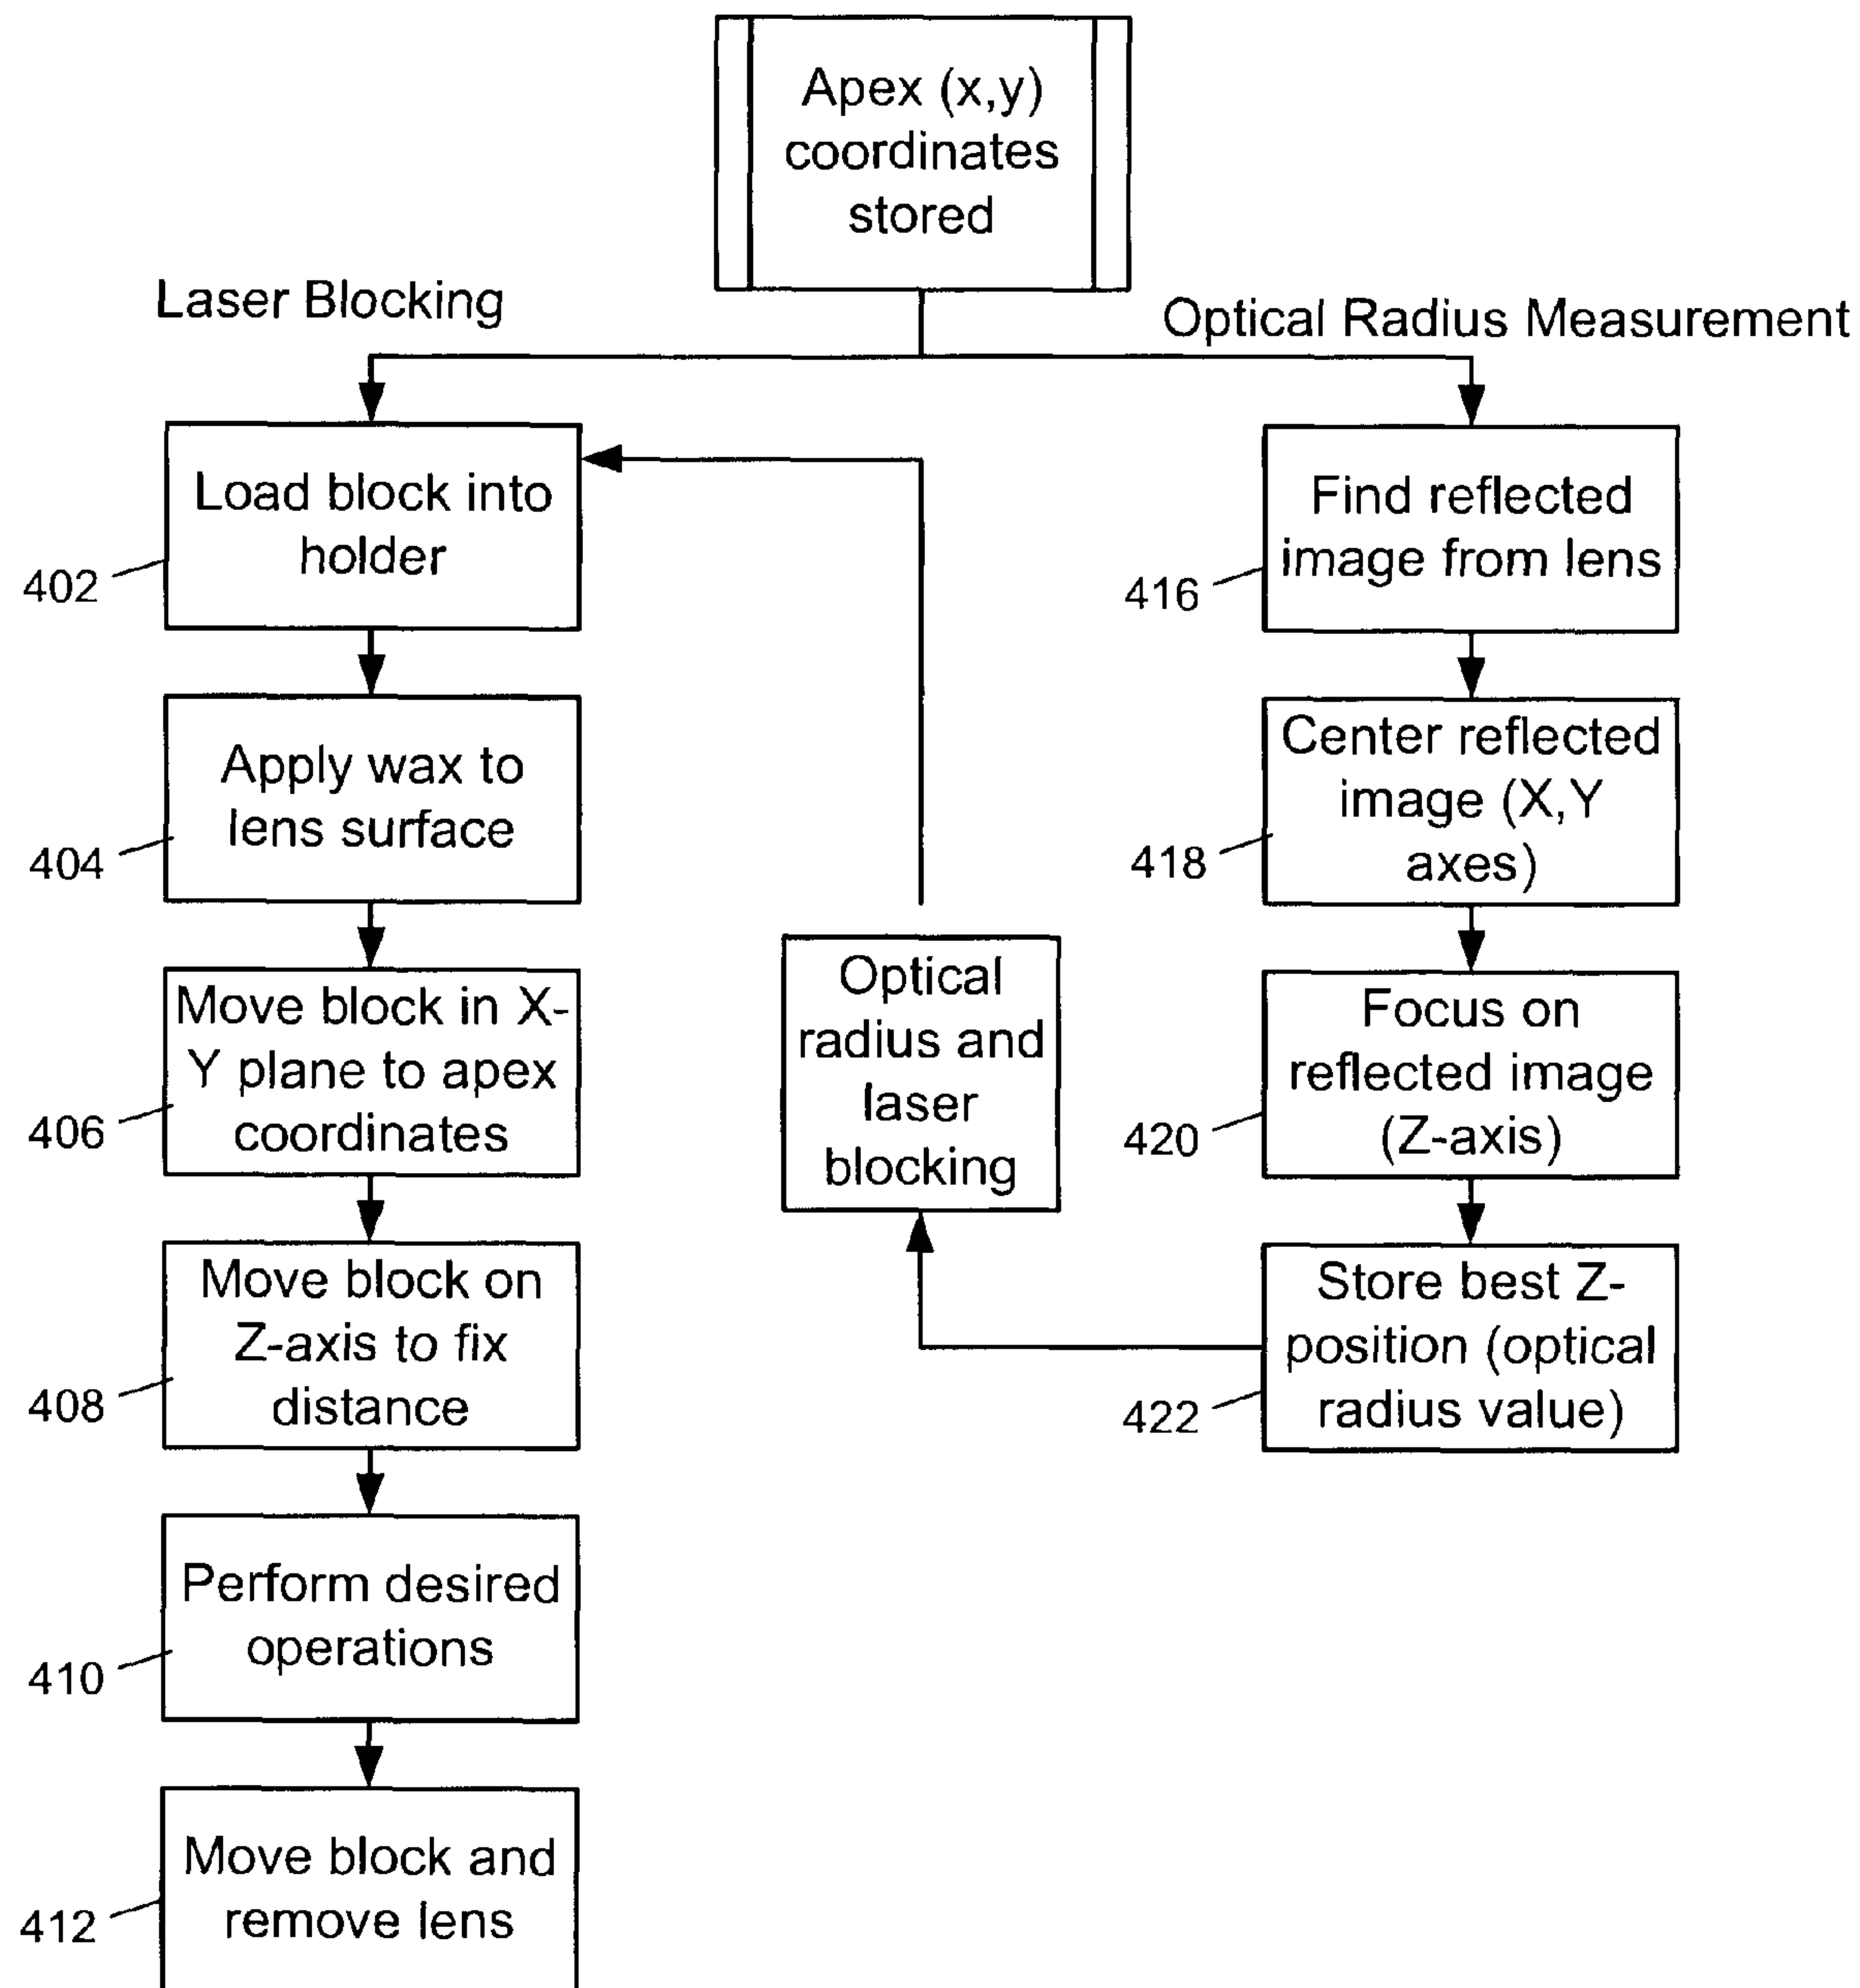 Apex (x,y)
coordinates
stored
Laser Blocking
Optical Radius Measurement
Load block into
holder
402
Apply wax to
lens surface
404
Move block in X-
Y plane to apex
coordinates
406
Move block on
Z-axis to fix
distance
408
Perform desired
operations
410
Move block and
remove lens
412
Optical
radius and
laser
blocking
Find reflected
image from lens
416
Center reflected
image (X,Y
axes)
418
Focus on
reflected image
(Z-axis)
420
Store best Z-
position (optical
radius value)
422